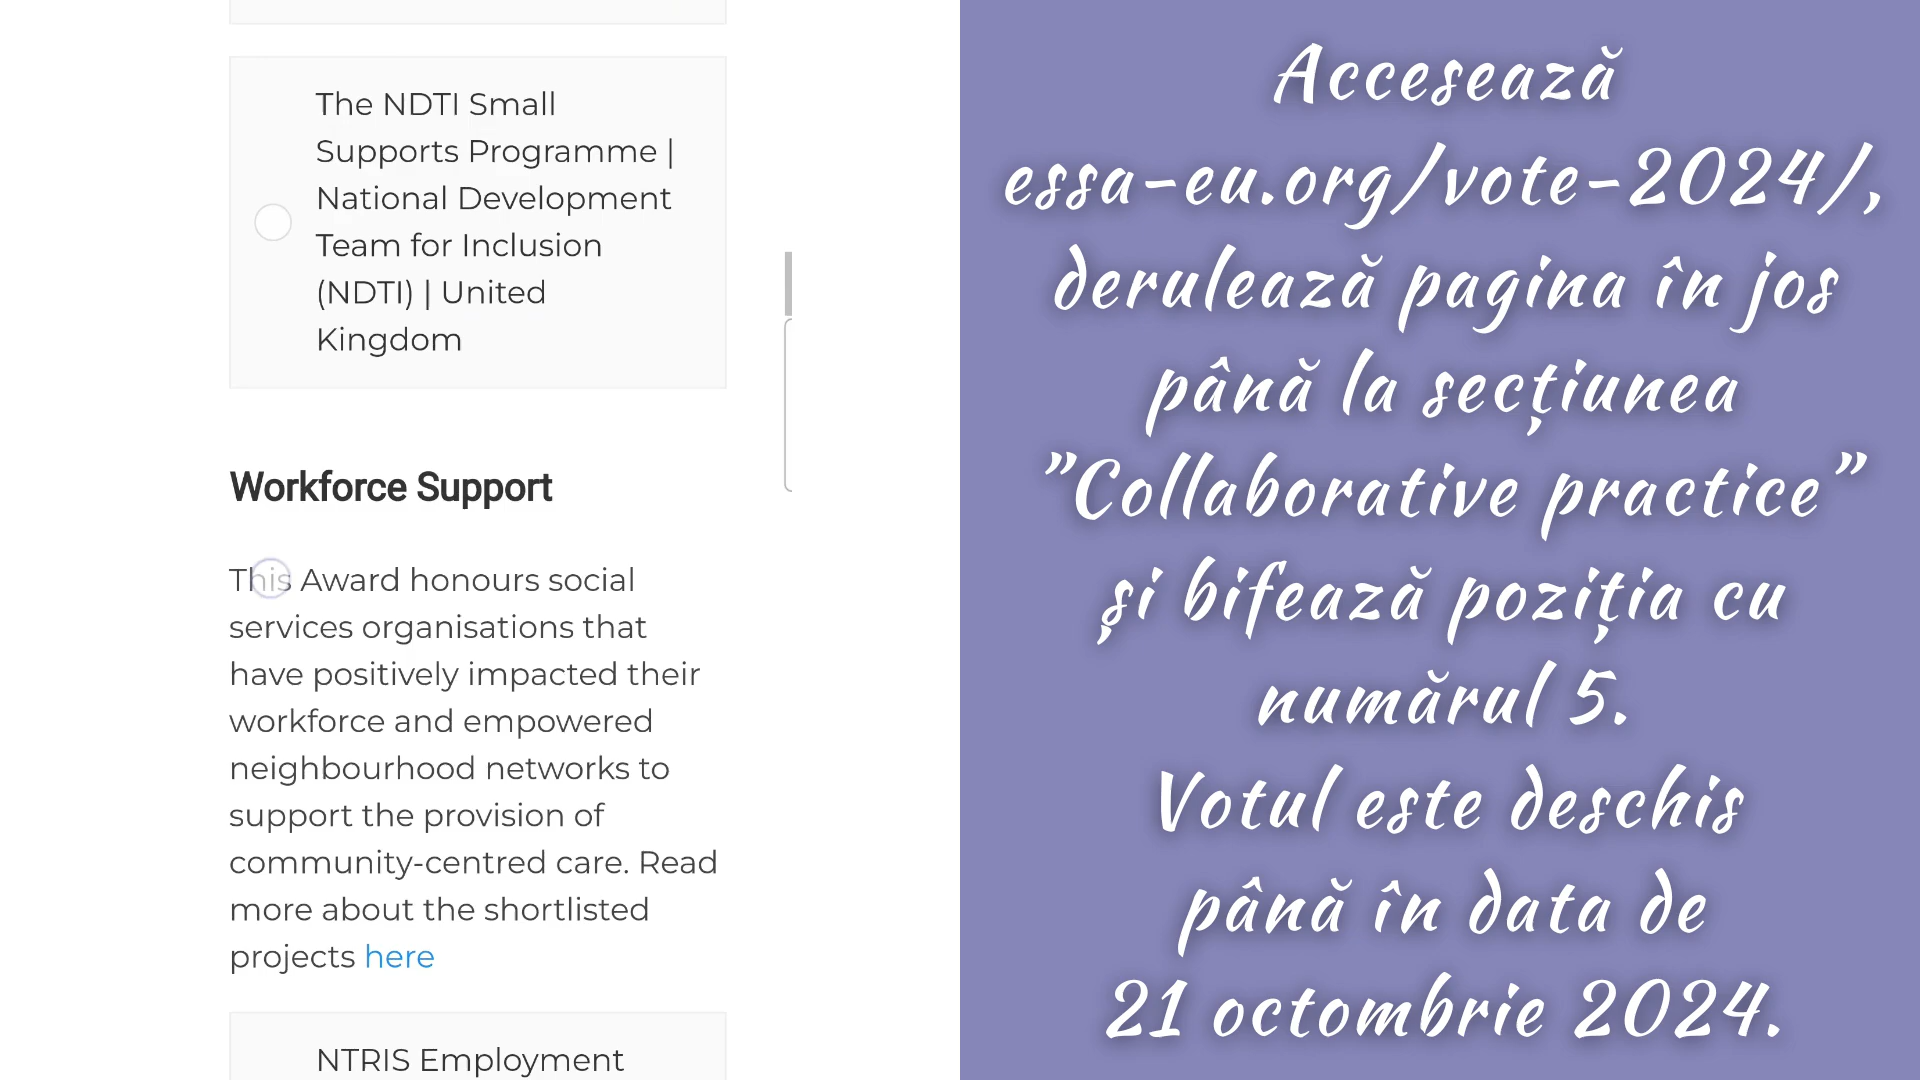 The NDTI Small
Supports Programme |
National Development
Team for Inclusion
(NDTI) | United
Kingdom
Workforce Support
This Award honours social
services organisations that
have positively impacted their
workforce and empowered
neighbourhood networks to
support the provision of
community-centred care. Read
more about the shortlisted
projects here
NTRIS Employment
Accesează
essa-eu.org/vote-2024/,
derulează pagina în jos
până la secțiunea
”Collaborative practice”
și bifează poziția cu
numărul 5.
Votul este deschis
până în data de
21 octombrie 2024.